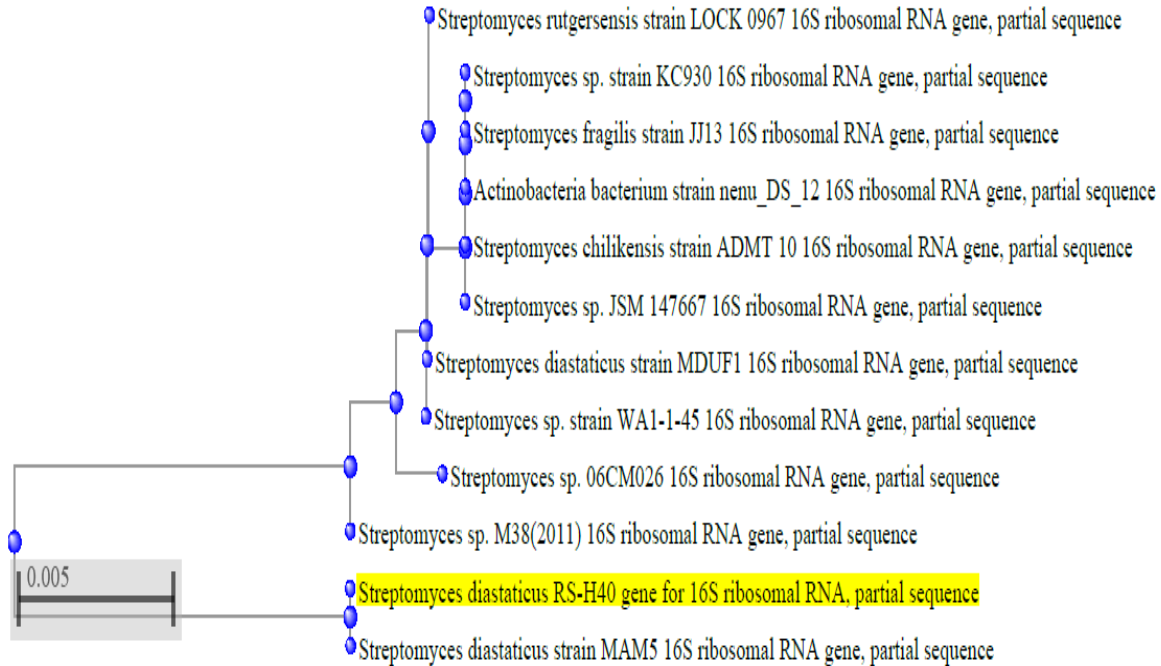 Streptomyces rutgersensis strain LOCK 0967 16S ribosomal RNA gene, partial sequence
Streptomyces sp. strain KC930 16S ribosomal RNA gene, partial sequence
Streptomyces fragilis strain JJ13 16S ribosomal RNA gene, partial sequence
Actinobacteria bacterium strain nenu_DS_12 16S ribosomal RNA gene, partial sequence
Streptomyces chilikensis strain ADMT 10 16S ribosomal RNA gene, partial sequence
Streptomyces sp. JSM 147667 16S ribosomal RNA gene, partial sequence
Streptomyces diastaticus strain MDUF1 16S ribosomal RNA gene, partial sequence
Streptomyces sp. strain WA1-1-45 16S ribosomal RNA gene, partial sequence
Streptomyces sp. 06CM026 16S ribosomal RNA gene, partial sequence
Streptomyces sp. M38(2011) 16S ribosomal RNA gene, partial sequence
0.005
Streptomyces diastaticus RS-H40 gene for 16S ribosomal RNA, partial sequence
Streptomyces diastaticus strain MAM5 16S ribosomal RNA gene, partial sequence